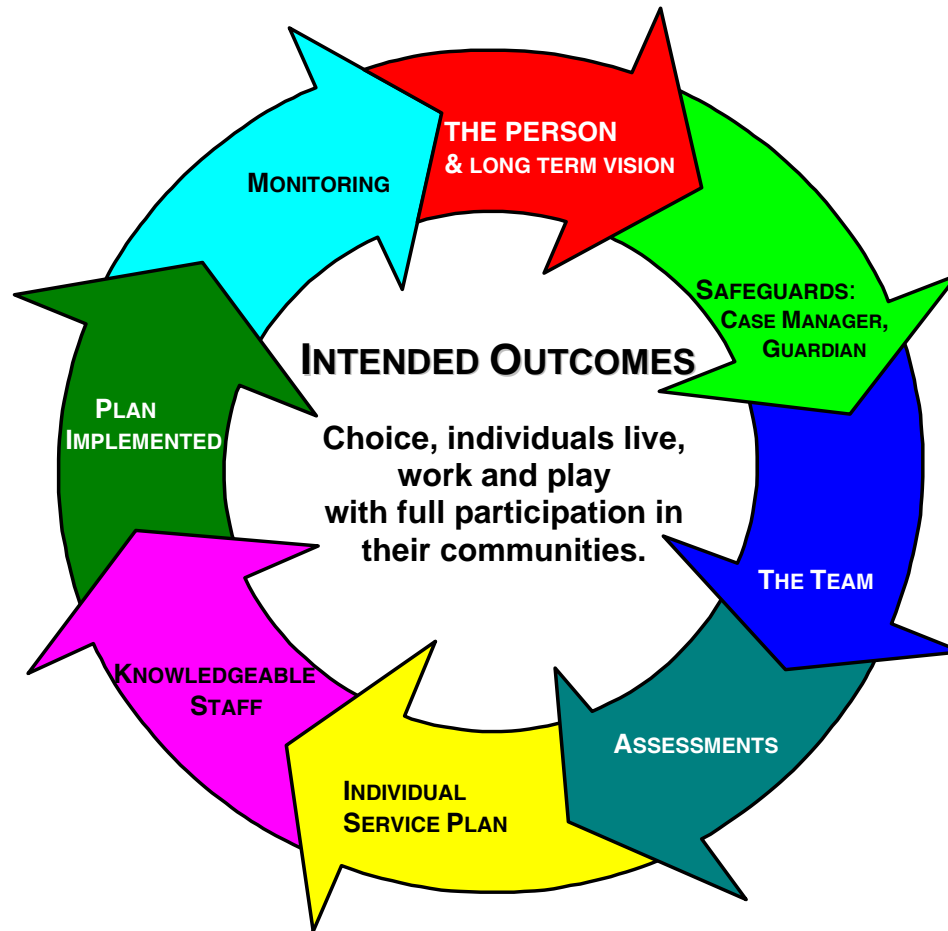 THE PERSON
& LONG TERM VISION
SAFEGUARDS:
CASE MANAGER,
GUARDIAN
THE TEAM
ASSESSMENTS
INDIVIDUAL
SERVICE PLAN
KNOWLEDGEABLE
STAFF
PLAN
IMPLEMENTED
MONITORING
INTENDED OUTCOMES
Choice, individuals live,
work and play
with full participation in
their communities.